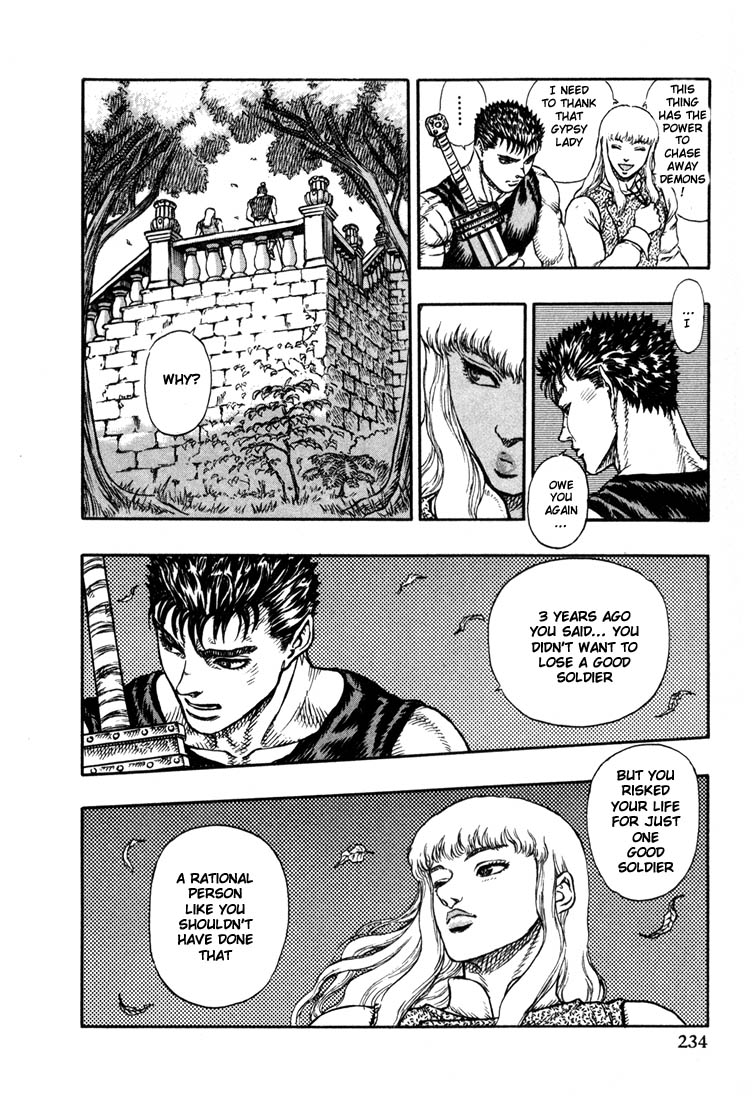 THIS
THING
HAS THE
POWER
TO
CHASE
AWAY
DEMONS
!
I NEED
TO THANK
THAT
GYPSY
LADY
......
...
I
OWE
YOU
AGAIN
...
WHY?
3 YEARS AGO
YOU SAID... YOU
DIDN'T WANT TO
LOSE A GOOD
SOLDIER
BUT YOU
RISKED
YOUR LIFE
FOR JUST
ONE
GOOD
SOLDIER
A RATIONAL
PERSON
LIKE YOU
SHOULDN'T
HAVE DONE
THAT
234